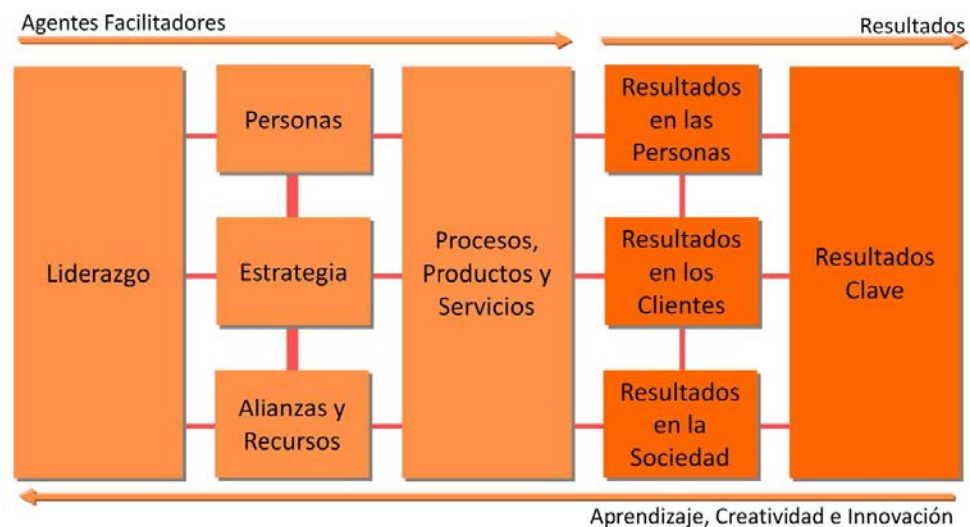 Agentes Facilitadores
Resultados
Liderazgo
Personas
Estrategia
Alianzas y
Recursos
Procesos,
Productos y
Servicios
Resultados
en las
Personas
Resultados
en los
Clientes
Resultados
en la
Sociedad
Resultados
Clave
Aprendizaje, Creatividad e Innovación